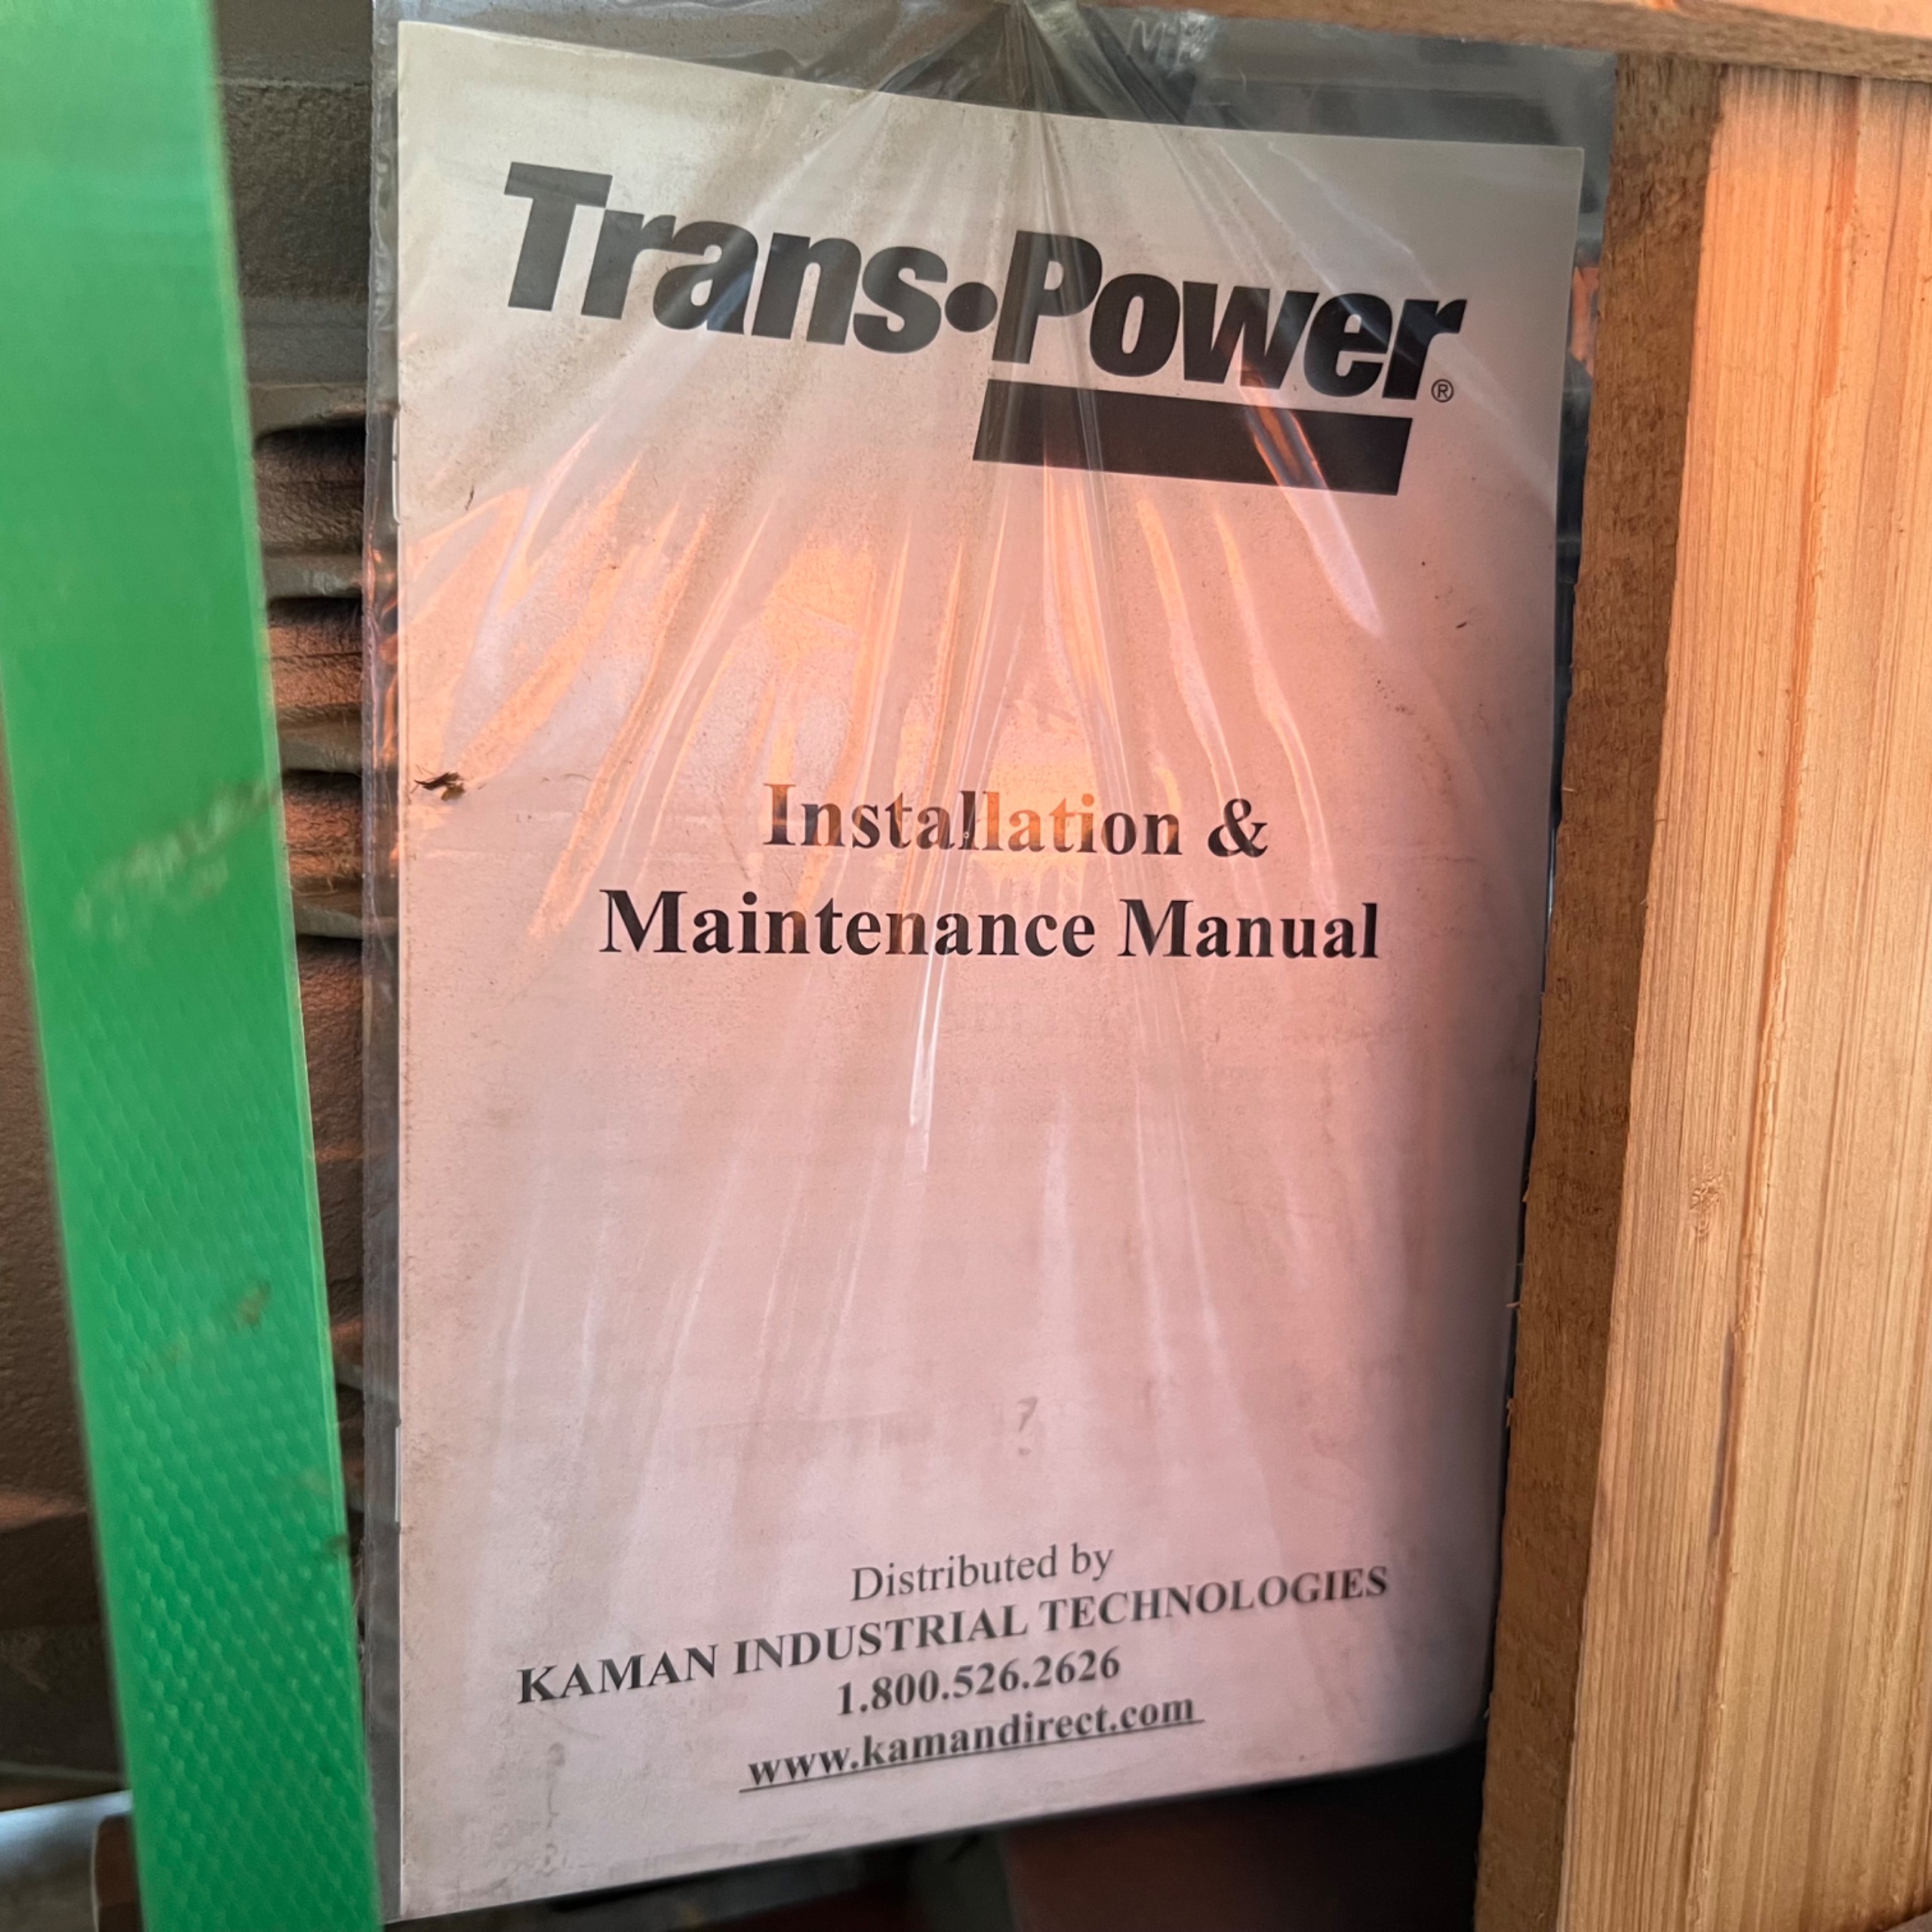 Trans•Power®
Installation &
Maintenance Manual
Distributed by
KAMAN INDUSTRIAL TECHNOLOGIES
1.800.526.2626
www.kamandirect.com